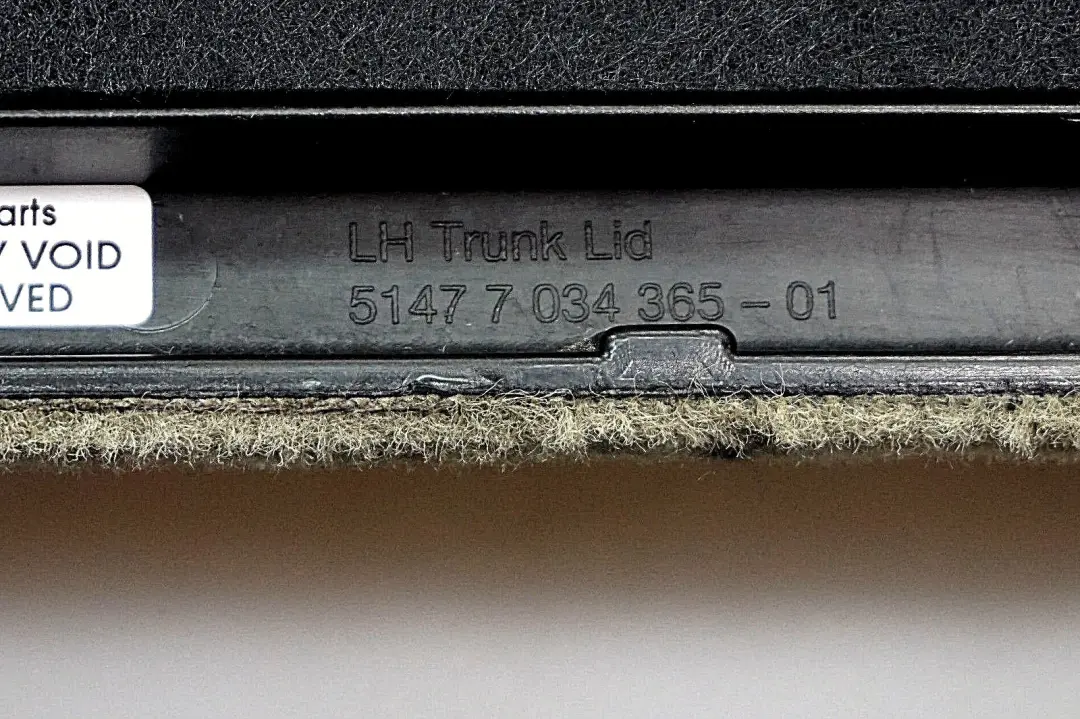 arts
VOID
VED
LH Trunk Lid
5147 7 034 365 - 01